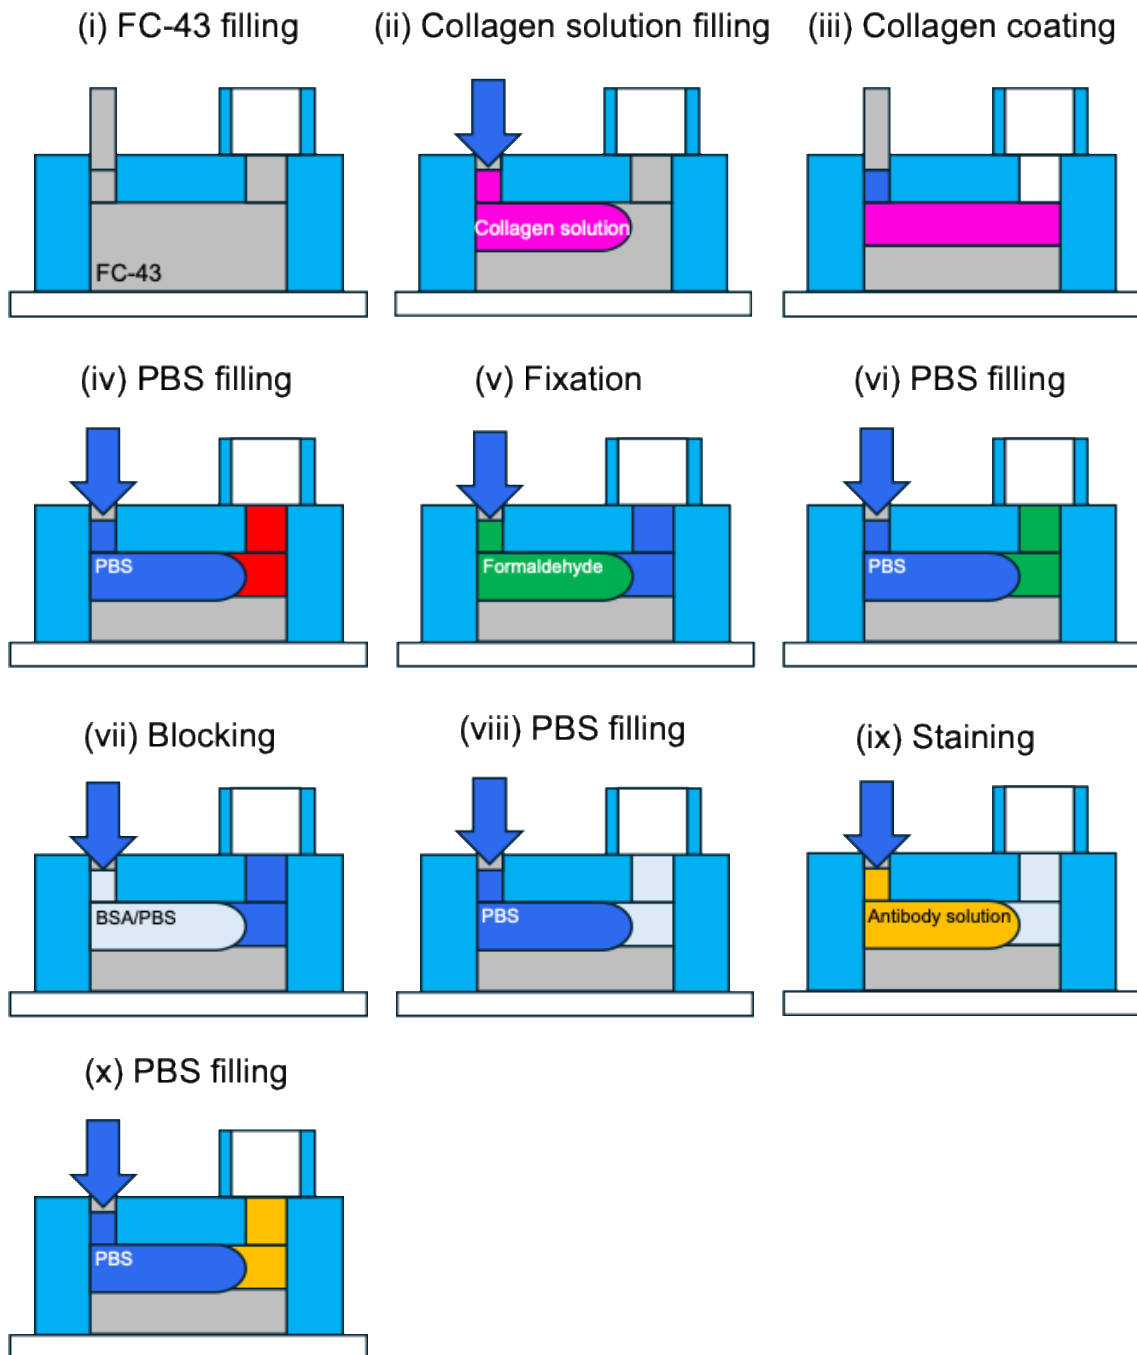 (i) FC-43 filling
(ii) Collagen solution filling
(iii) Collagen coating
FC-43
Collagen solution
(iv) PBS filling
(v) Fixation
(vi) PBS filling
PBS
Formaldehyde
PBS
(vii) Blocking
(viii) PBS filling
(ix) Staining
BSA/PBS
PBS
Antibody solution
(x) PBS filling
PBS